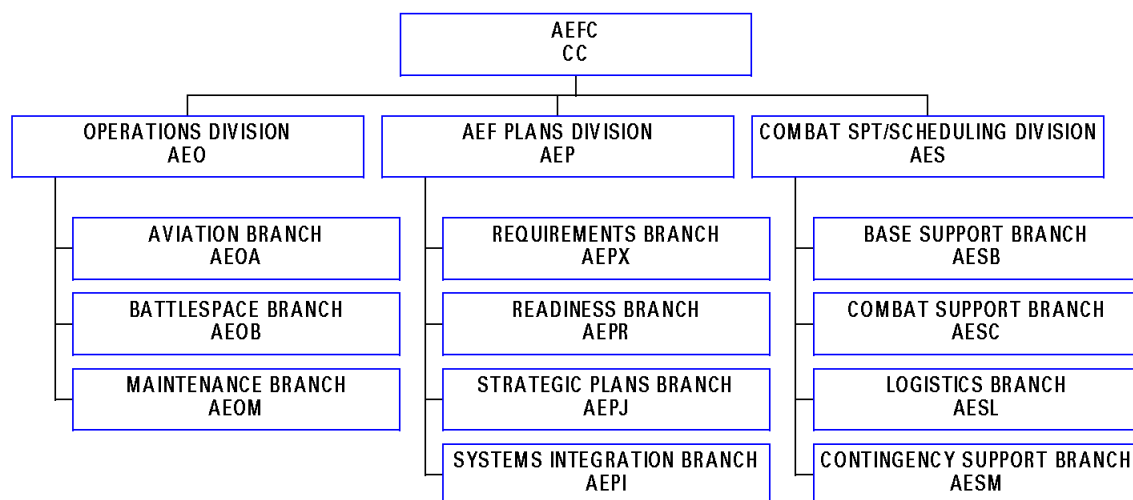 AEFC
CC
OPERATIONS DIVISION
AEO
AEF PLANS DIVISION
AEP
COMBAT SPT/SCHEDULING DIVISION
AES
AVIATION BRANCH
AEOA
BATTLESPACE BRANCH
AEOB
MAINTENANCE BRANCH
AEOM
REQUIREMENTS BRANCH
AEPX
READINESS BRANCH
AEPR
STRATEGIC PLANS BRANCH
AEPJ
SYSTEMS INTEGRATION BRANCH
AEPI
BASE SUPPORT BRANCH
AESB
COMBAT SUPPORT BRANCH
AESC
LOGISTICS BRANCH
AESL
CONTINGENCY SUPPORT BRANCH
AESM